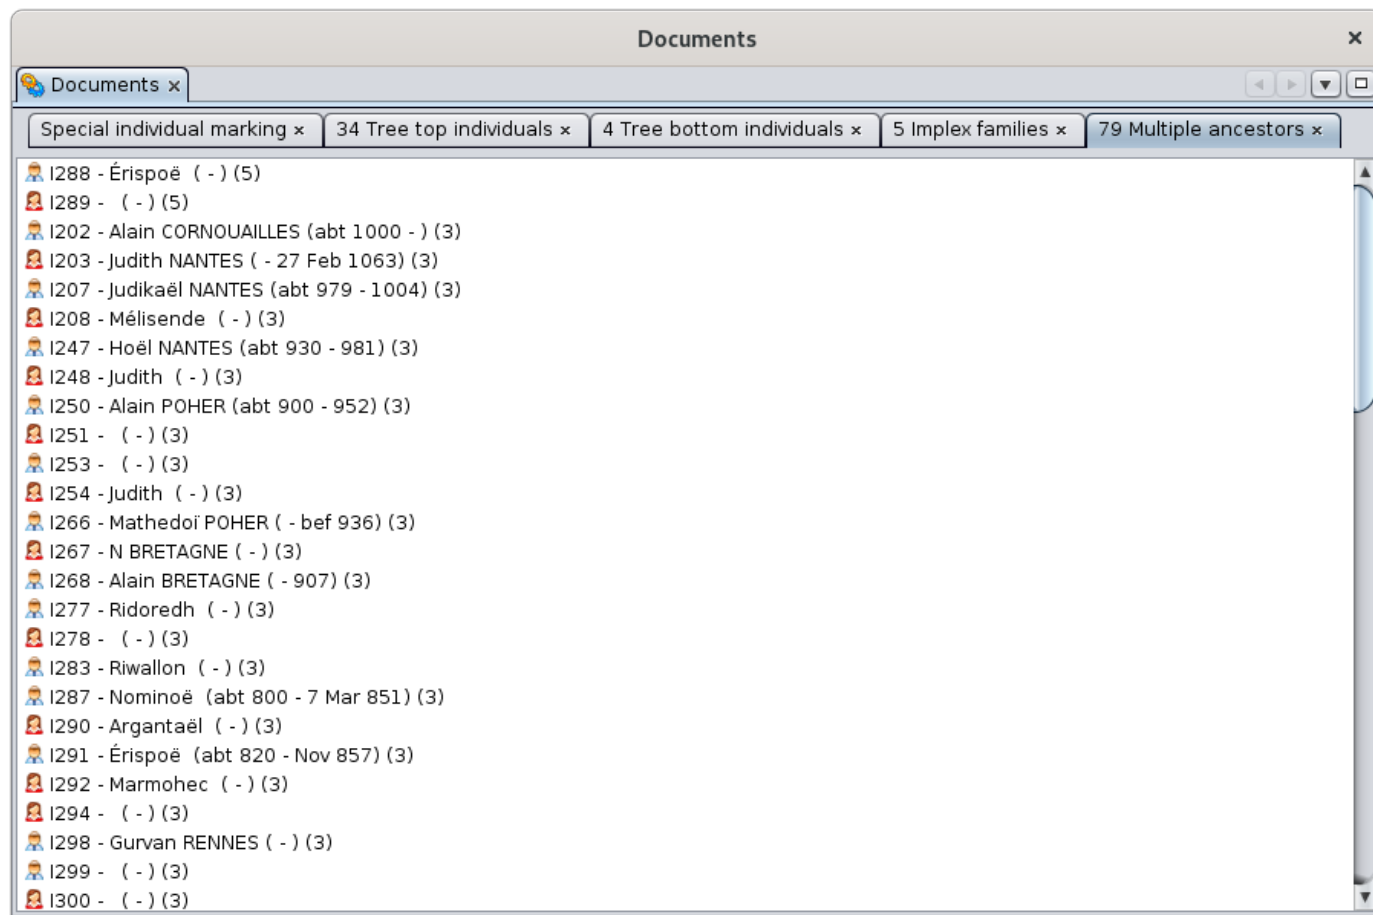 Documents
Documents
Special individual marking
34 Tree top individuals
4 Tree bottom individuals
5 Implex families
79 Multiple ancestors
I288 - Érispoë ( - ) (5)
I289 - ( - ) (5)
I202 - Alain CORNOUAILLES (abt 1000 - ) (3)
I203 - Judith NANTES ( - 27 Feb 1063) (3)
I207 - Judikaël NANTES (abt 979 - 1004) (3)
I208 - Mélisende ( - ) (3)
I247 - Hoël NANTES (abt 930 - 981) (3)
I248 - Judith ( - ) (3)
I250 - Alain POHER (abt 900 - 952) (3)
I251 - ( - ) (3)
I253 - ( - ) (3)
I254 - Judith ( - ) (3)
I266 - Mathedoï POHER ( - bef 936) (3)
I267 - N BRETAGNE ( - ) (3)
I268 - Alain BRETAGNE ( - 907) (3)
I277 - Ridoredh ( - ) (3)
I278 - ( - ) (3)
I283 - Riwallon ( - ) (3)
I287 - Nominoë (abt 800 - 7 Mar 851) (3)
I290 - Argantaël ( - ) (3)
I291 - Érispoë (abt 820 - Nov 857) (3)
I292 - Marmohec ( - ) (3)
I294 - ( - ) (3)
I298 - Gurvan RENNES ( - ) (3)
I299 - ( - ) (3)
I300 - ( - ) (3)